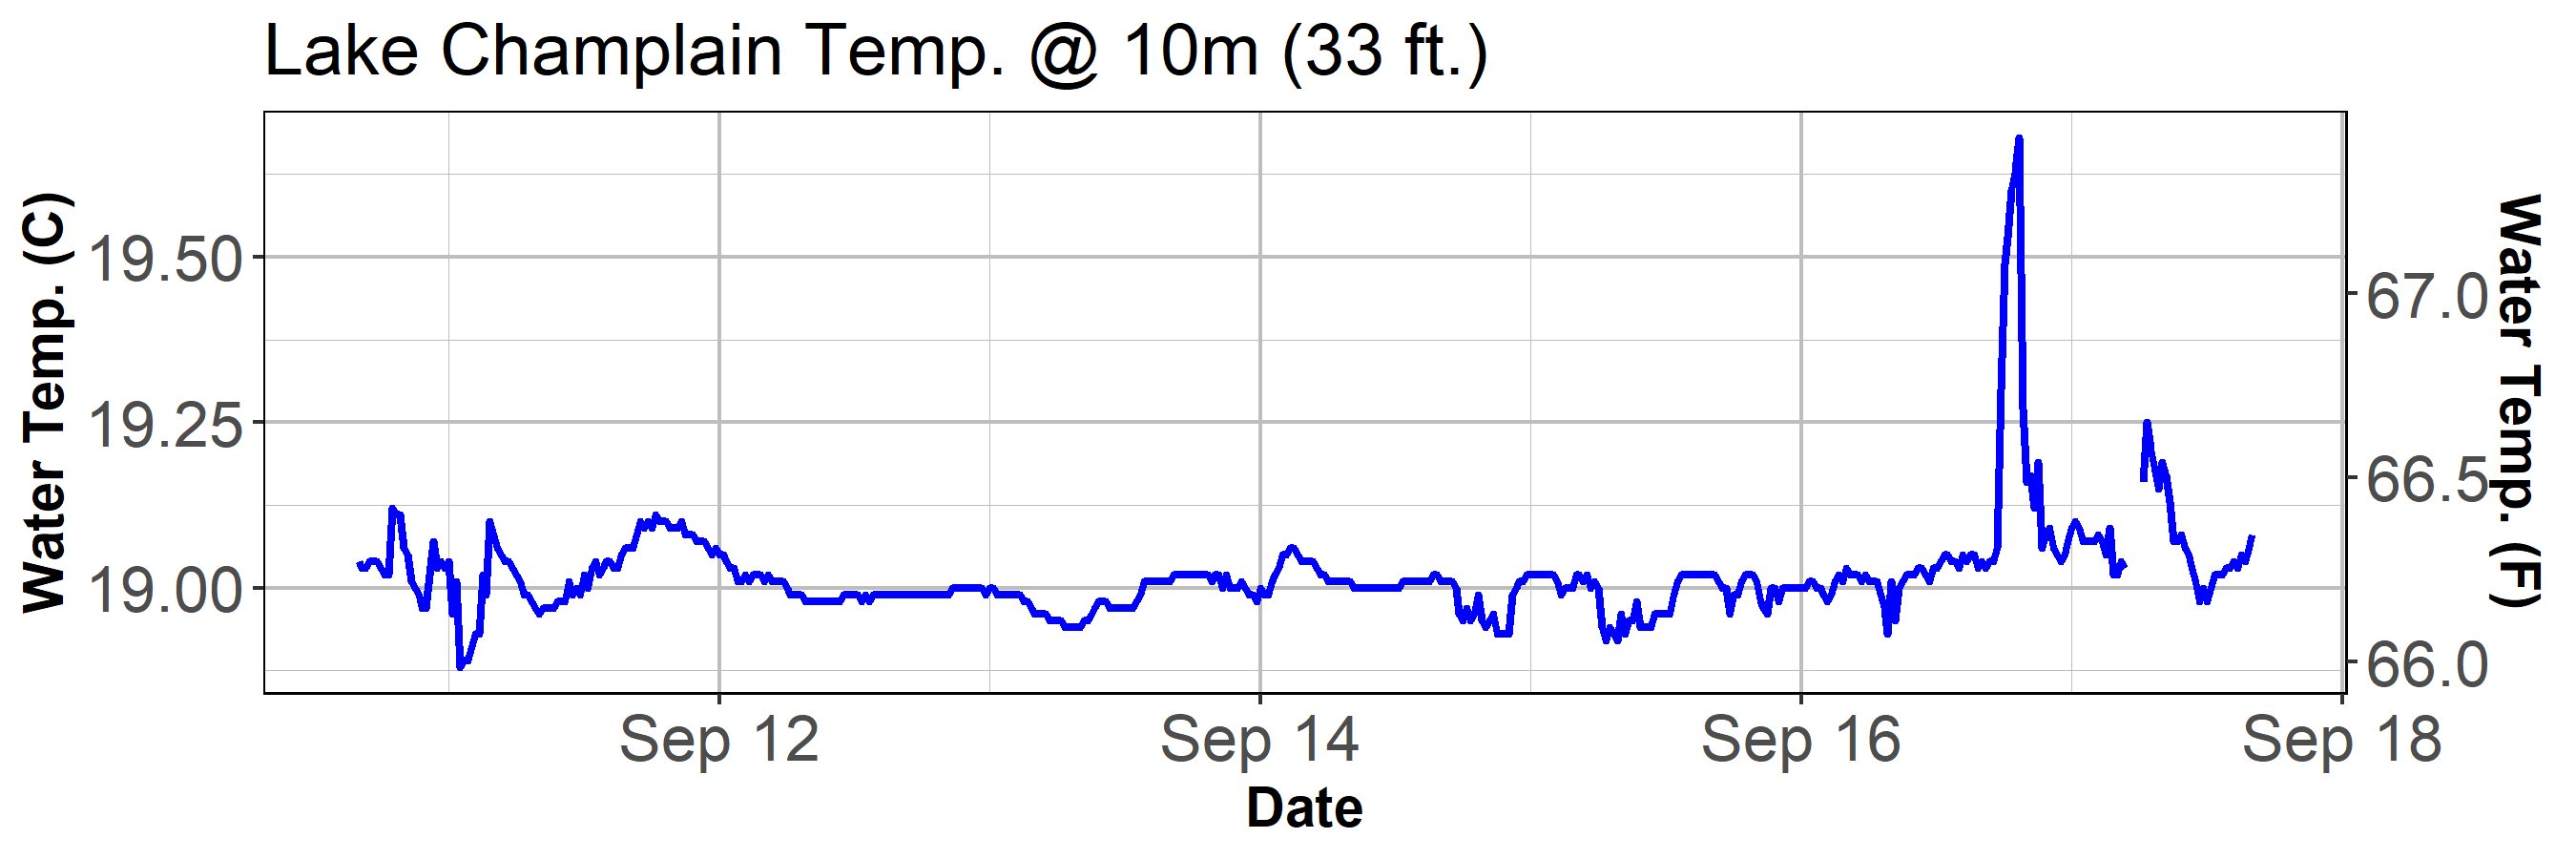 Lake Champlain Temp. @ 10m (33 ft.)
Water Temp. (C)
19.50
19.25
19.00
67.0
66.5
66.0
Water Temp. (F)
Sep 12
Sep 14
Sep 16
Sep 18
Date